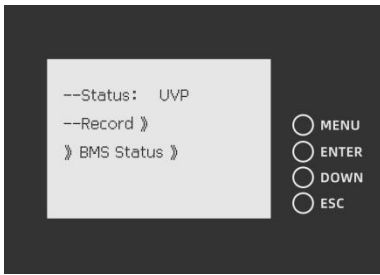 --Status: UVP
--Record 》
》 BMS Status 》
MENU
ENTER
DOWN
ESC